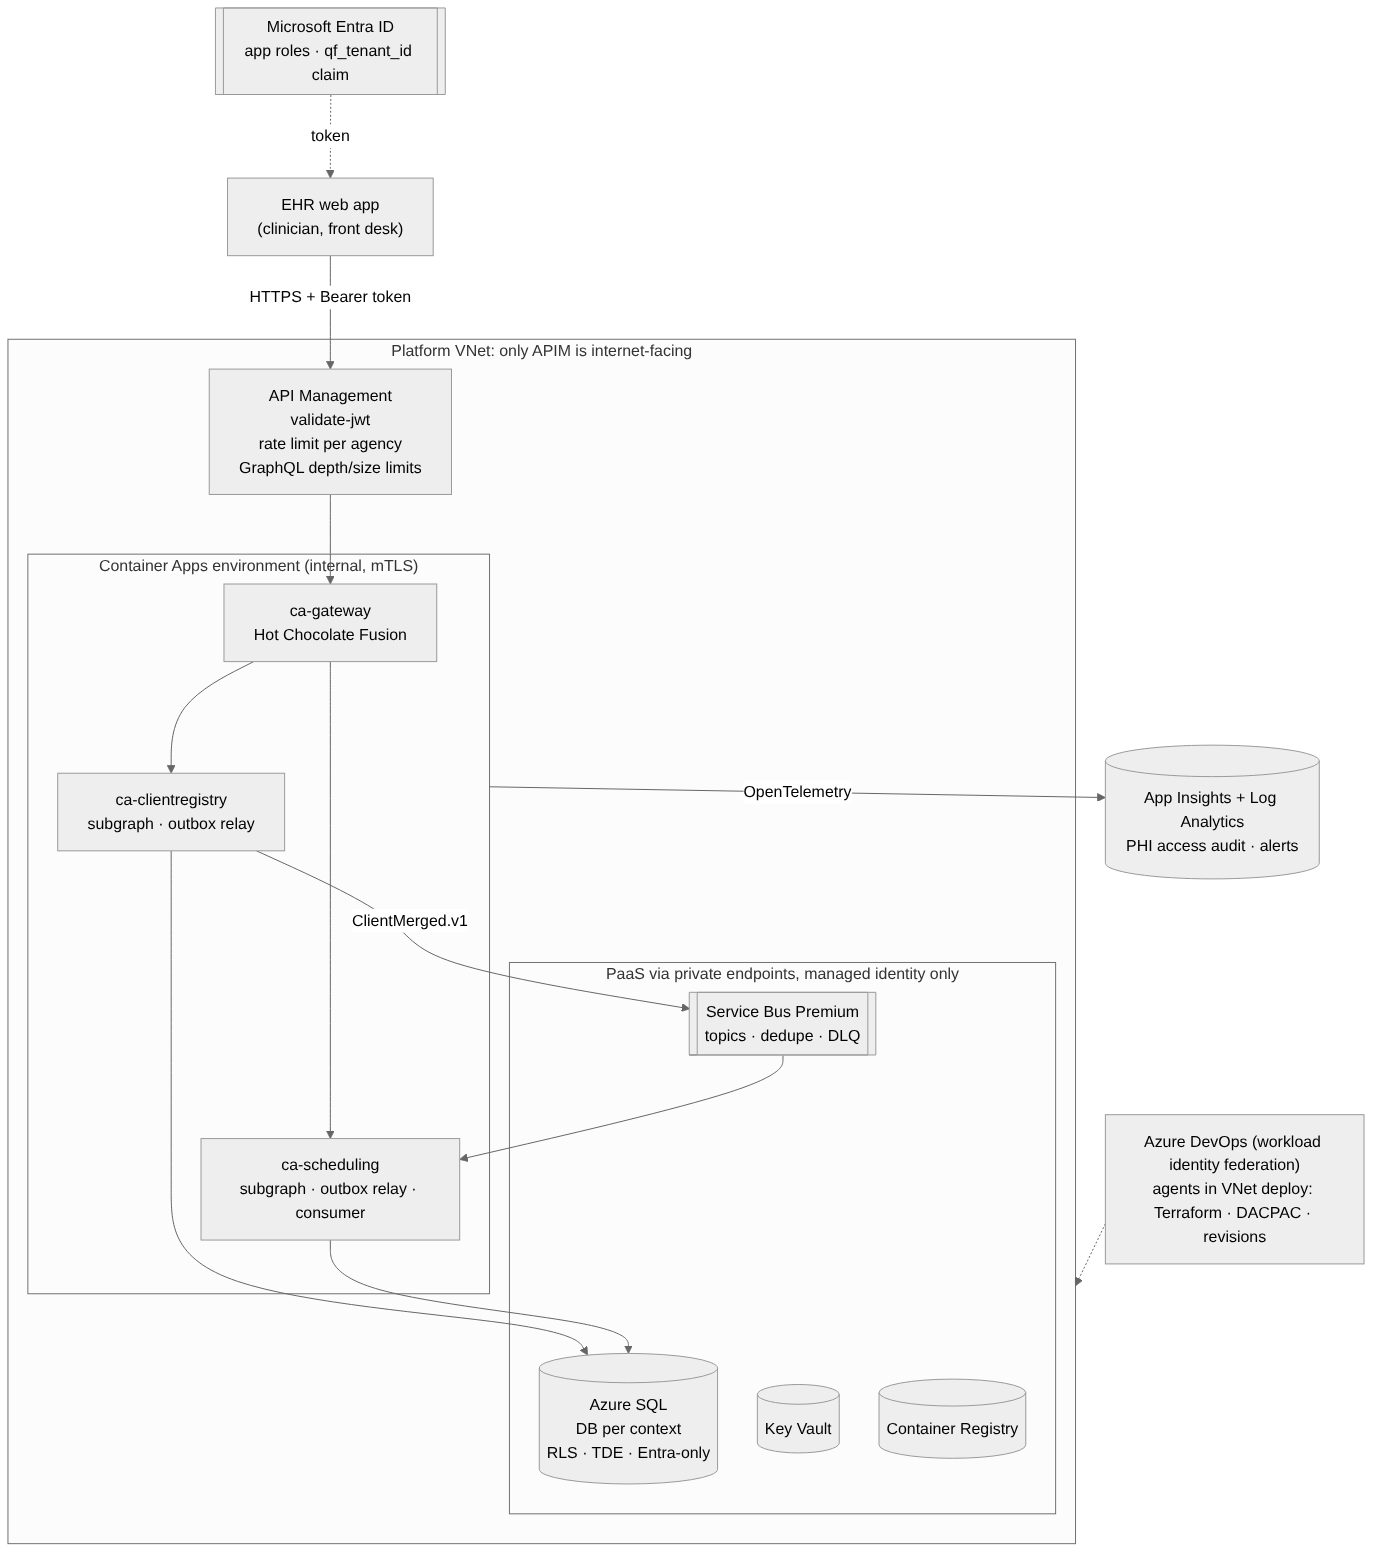 Microsoft Entra ID
app roles · qf_tenant_id
claim
token
EHR web app
(clinician, front desk)
HTTPS + Bearer token
Platform VNet: only APIM is internet-facing
API Management
validate-jwt
rate limit per agency
GraphQL depth/size limits
Container Apps environment (internal, mTLS)
ca-gateway
Hot Chocolate Fusion
ca-clientregistry
subgraph · outbox relay
OpenTelemetry
App Insights + Log
Analytics
PHI access audit · alerts
ClientMerged.v1
PaaS via private endpoints, managed identity only
Service Bus Premium
topics · dedupe · DLQ
ca-scheduling
subgraph · outbox relay ·
consumer
Azure DevOps (workload
identity federation)
agents in VNet deploy:
Terraform · DACPAC ·
revisions
Azure SQL
DB per context
RLS · TDE · Entra-only
Key Vault
Container Registry